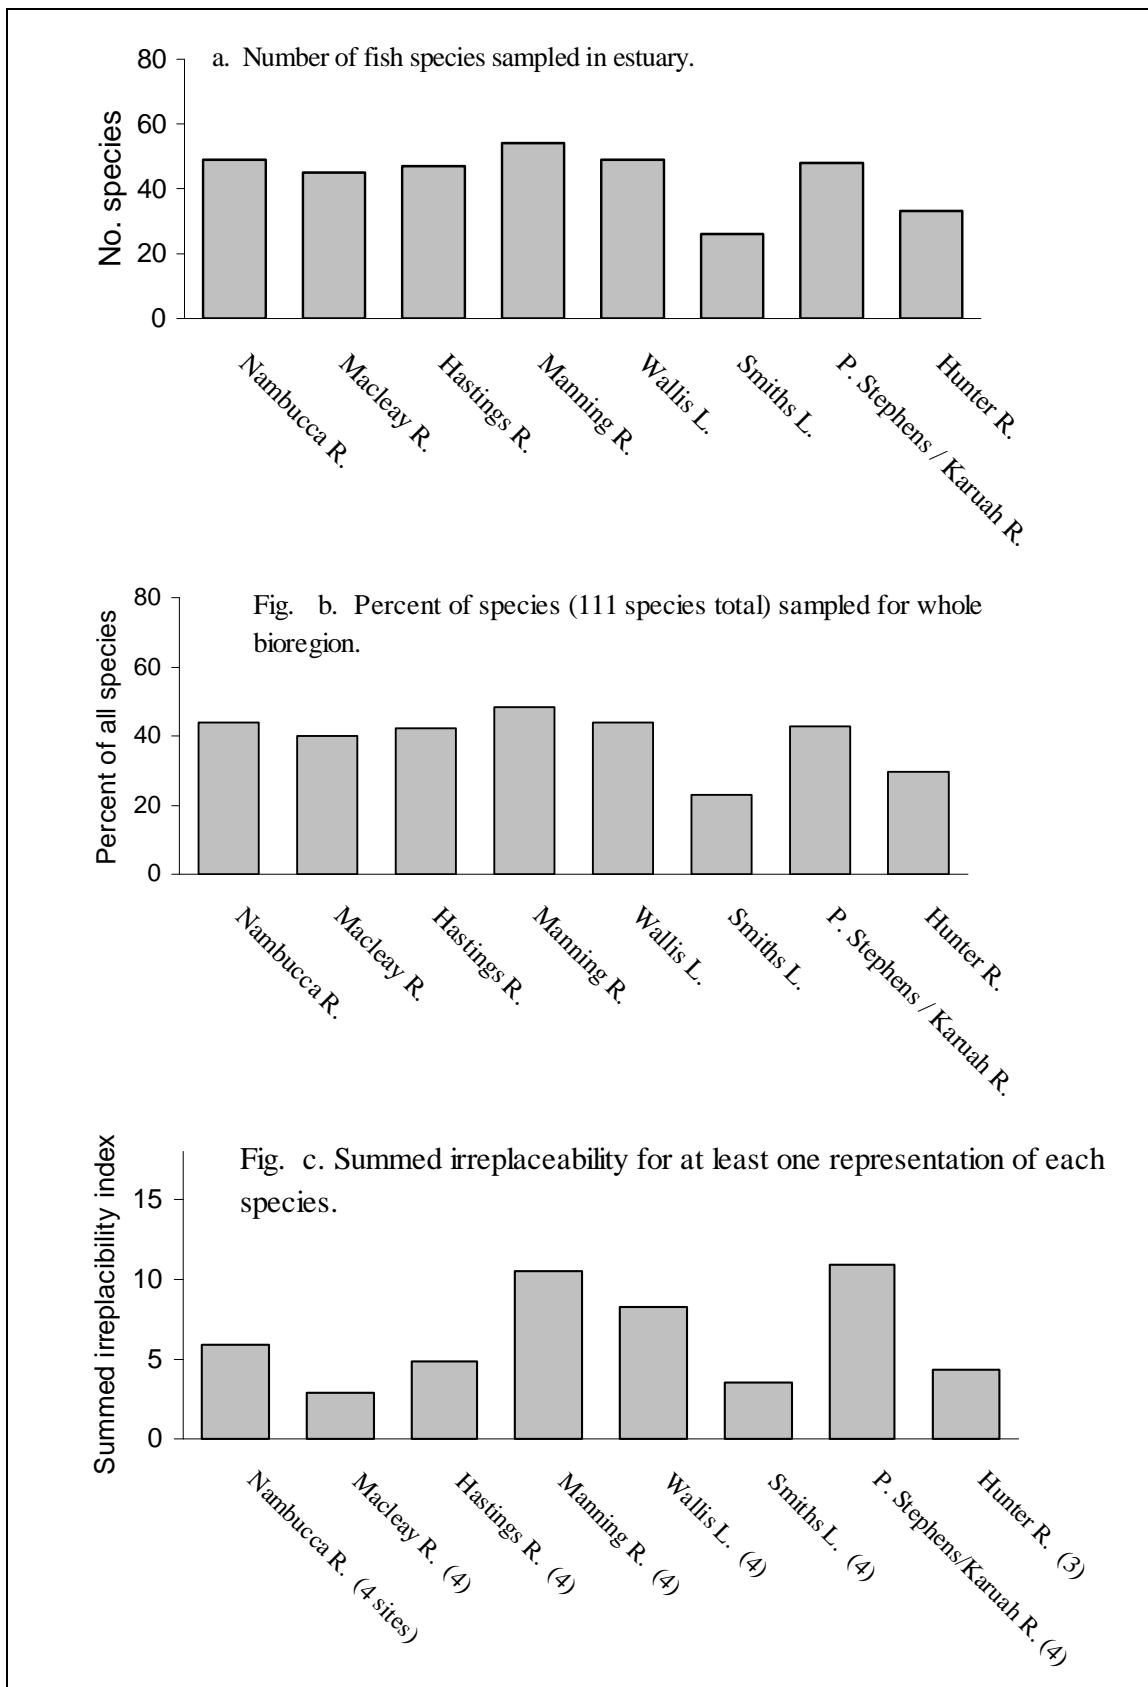 a. Number of fish species sampled in estuary.
80
60
40
20
0
No. species
Nambucca R.
Macleay R.
Hastings R.
Manning R.
Wallis L.
Smiths L.
P. Stephens / Karuah R.
Hunter R.
Fig. b. Percent of species (111 species total) sampled for whole
bioregion.
80
60
40
20
0
Percent of all species
Nambucca R.
Macleay R.
Hastings R.
Manning R.
Wallis L.
Smiths L.
P. Stephens / Karuah R.
Hunter R.
Fig. c. Summed irreplaceability for at least one representation of each
species.
15
10
5
0
Summed irreplacibility index
Nambucca R. (4 sites)
Macleay R. (4)
Hastings R. (4)
Manning R. (4)
Wallis L. (4)
Smiths L. (4)
P. Stephens/Karuah R. (4)
Hunter R. (3)